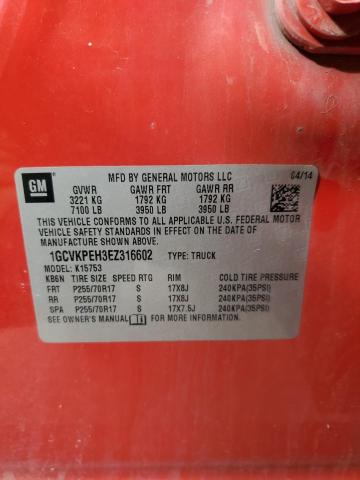 GM
MFD BY GENERAL MOTORS LLC 04/14
GVWR GAWR FRT GAWR RR
3221 KG 1792 KG 1792 KG
7100 LB 3950 LB 3950 LB
THIS VEHICLE CONFORMS TO ALL APPLICABLE U.S. FEDERAL MOTOR
VEHICLE SAFETY STANDARDS IN EFFECT ON THE DATE OF
MANUFACTURE SHOWN ABOVE.
1GCVKPEH3EZ316602 TYPE: TRUCK
MODEL: K15753
KB6N TIRE SIZE SPEED RTG RIM COLD TIRE PRESSURE
FRT P255/70R17 S 17X8J 240KPA(35PSI)
RR P255/70R17 S 17X8J 240KPA(35PSI)
SPA P255/70R17 S 17X7.5J 240KPA(35PSI)
SEE OWNER'S MANUAL FOR MORE INFORMATION.